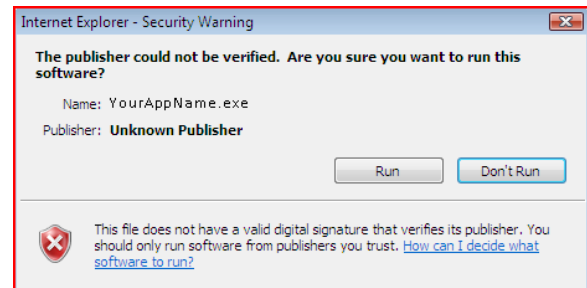 Internet Explorer - Security Warning
The publisher could not be verified. Are you sure you want to run this
software?
Name: YourAppName.exe
Publisher: Unknown Publisher
Run Don't Run
This file does not have a valid digital signature that verifies its publisher. You
should only run software from publishers you trust. How can I decide what
software to run?